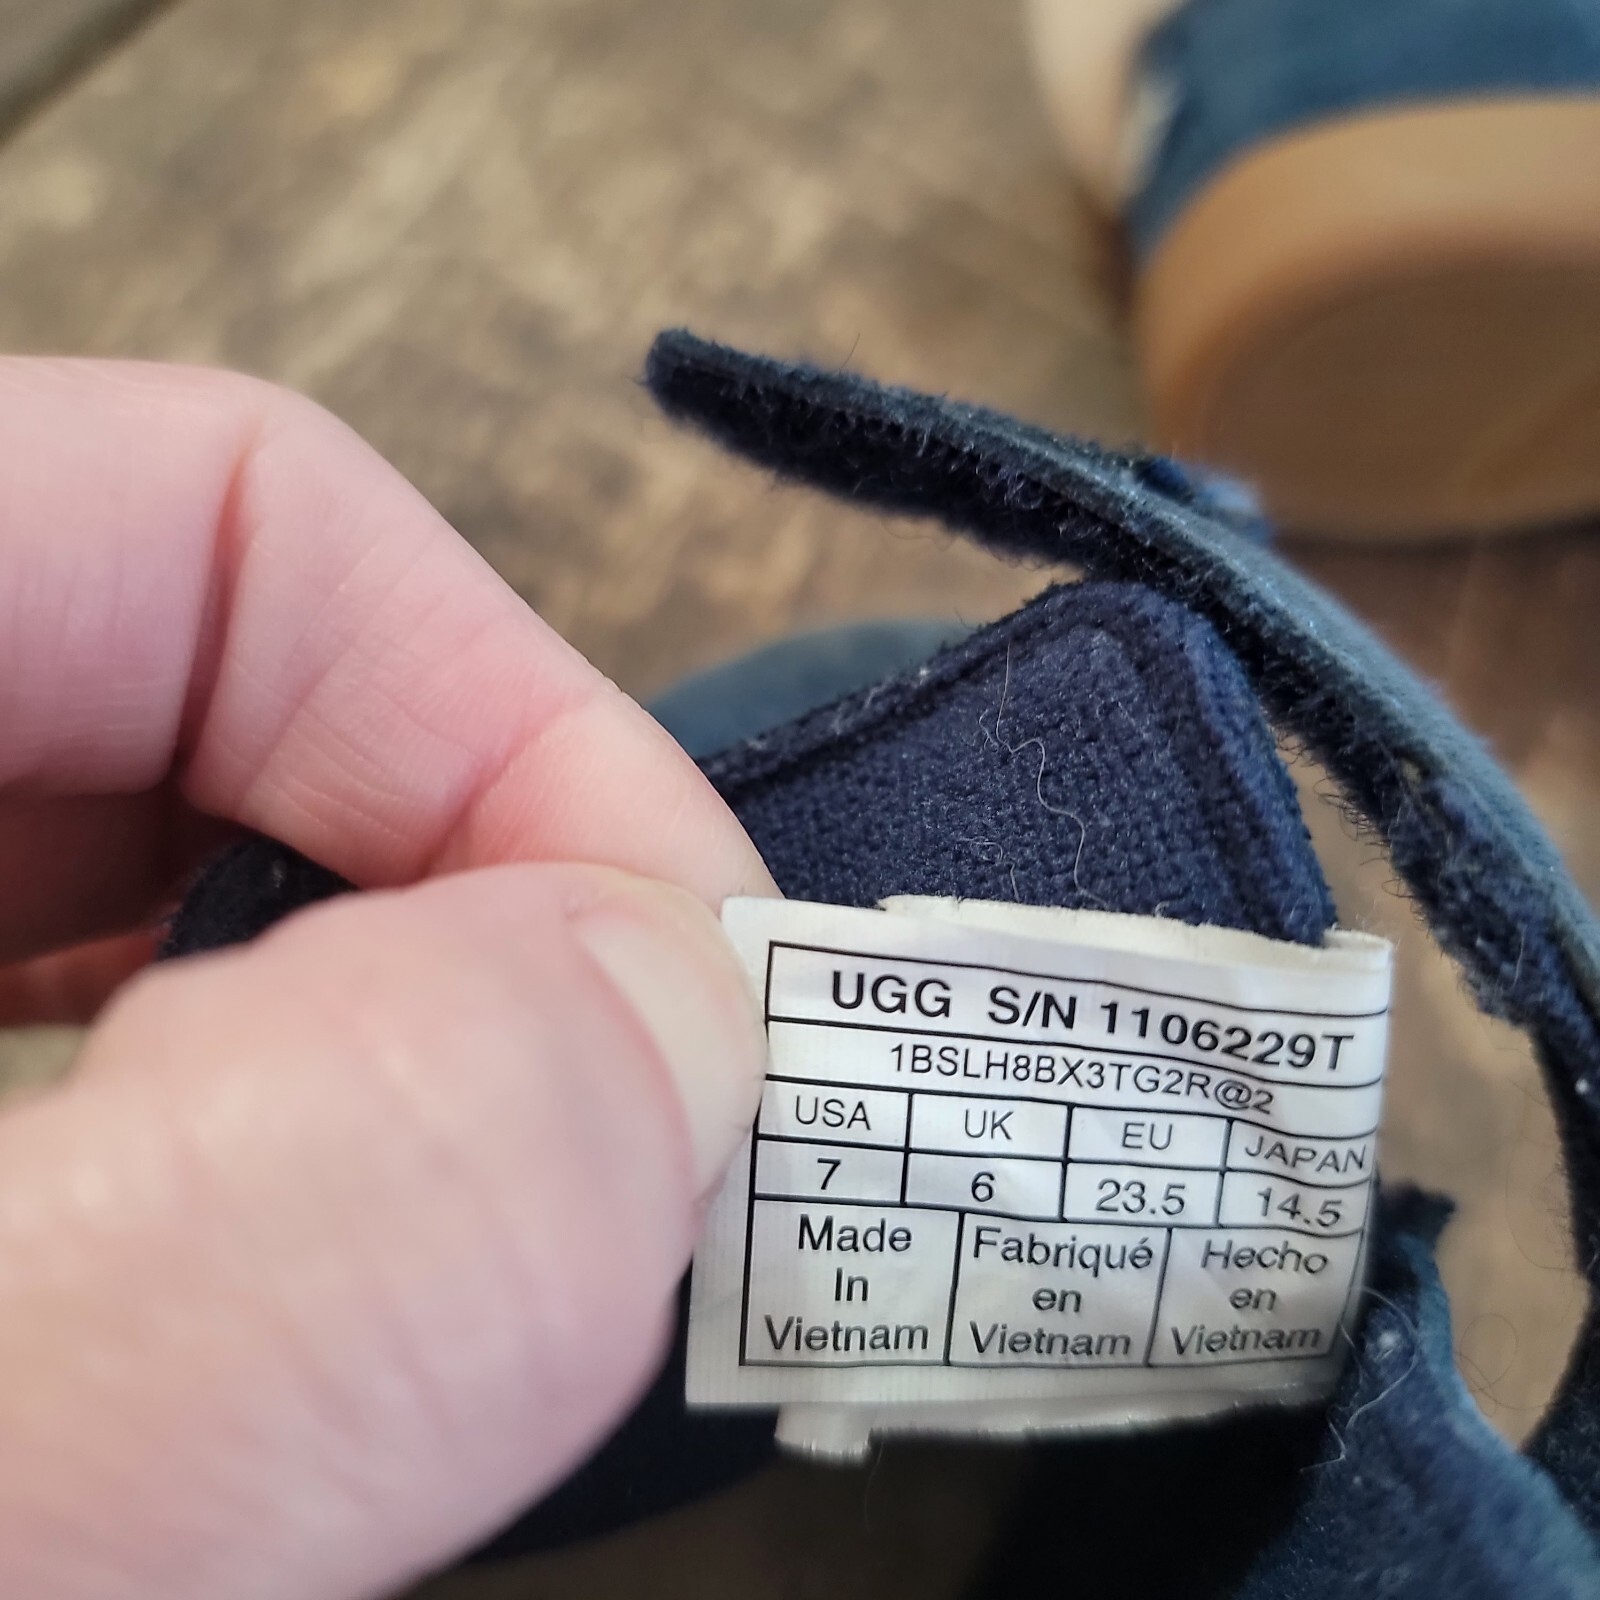 UGG S/N 1106229T
1BSLH8BX3TG2R@2
USA UK EU JAPAN
7 6 23.5 14.5
Made In Vietnam
Fabriqué en Vietnam
Hecho en Vietnam